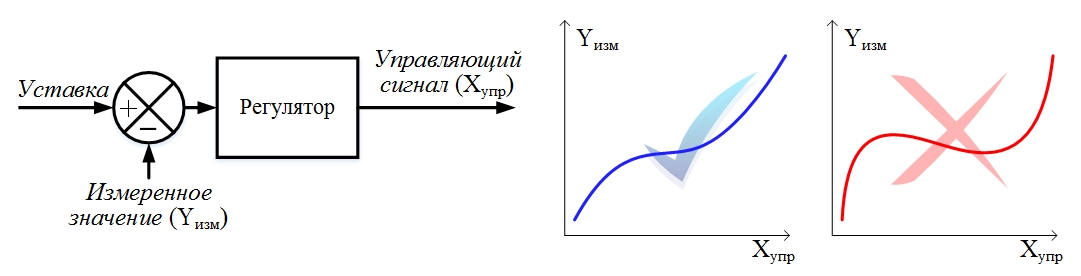 Уставка
+
−
Измеренное
значение (Yизм)
Регулятор
Управляющий
сигнал (Xупр)
Yизм
Xупр
Yизм
Xупр